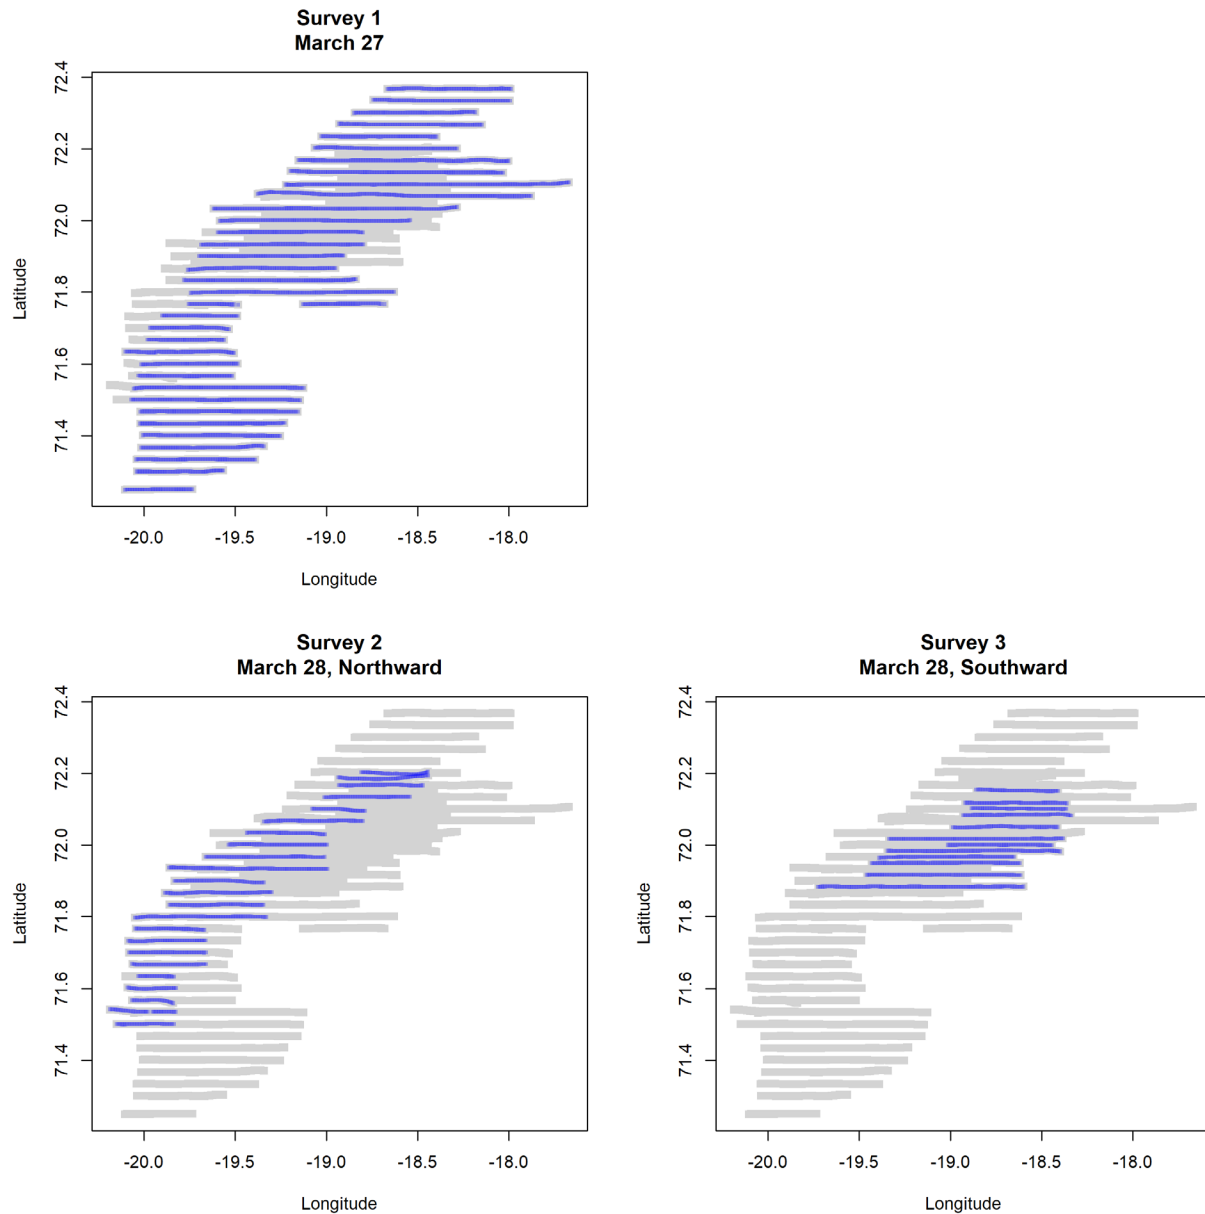 Survey 1
March 27
72.4
72.2
72.0
71.8
71.6
71.4
Latitude
-20.0 -19.5 -19.0 -18.5 -18.0
Longitude
Survey 2
March 28, Northward
72.4
72.2
72.0
71.8
71.6
71.4
Latitude
-20.0 -19.5 -19.0 -18.5 -18.0
Longitude
Survey 3
March 28, Southward
72.4
72.2
72.0
71.8
71.6
71.4
Latitude
-20.0 -19.5 -19.0 -18.5 -18.0
Longitude